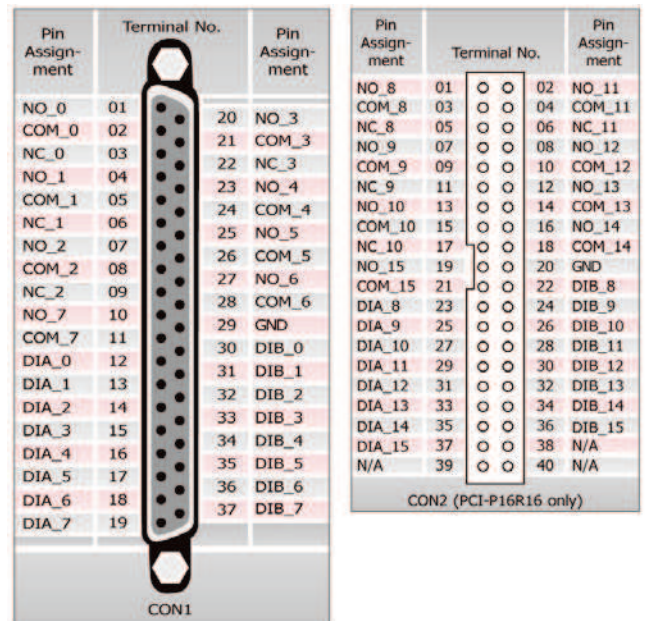 Pin Assign- ment Terminal No. Pin Assign- ment
NO_0 01
COM_0 02 20 NO_3
NC_0 03 21 COM_3
NO_1 04 22 NC_3
COM_1 05 23 NO_4
NC_1 06 24 COM_4
NO_2 07 25 NO_5
COM_2 08 26 COM_5
NC_2 09 27 NO_6
NO_7 10 28 COM_6
COM_7 11 29 GND
DIA_0 12 30 DIB_0
DIA_1 13 31 DIB_1
DIA_2 14 32 DIB_2
DIA_3 15 33 DIB_3
DIA_4 16 34 DIB_4
DIA_5 17 35 DIB_5
DIA_6 18 36 DIB_6
DIA_7 19 37 DIB_7
CON1
Pin Assign- ment Terminal No. Pin Assign- ment
NO_8 01 02 NO_11
COM_8 03 04 COM_11
NC_8 05 06 NC_11
NO_9 07 08 NO_12
COM_9 09 10 COM_12
NC_9 11 12 NO_13
NO_10 13 14 COM_13
COM_10 15 16 NO_14
NC_10 17 18 COM_14
NO_15 19 20 GND
COM_15 21 22 DIB_8
DIA_8 23 24 DIB_9
DIA_9 25 26 DIB_10
DIA_10 27 28 DIB_11
DIA_11 29 30 DIB_12
DIA_12 31 32 DIB_13
DIA_13 33 34 DIB_14
DIA_14 35 36 DIB_15
DIA_15 37 38 N/A
N/A 39 40 N/A
CON2 (PCI-P16R16 only)